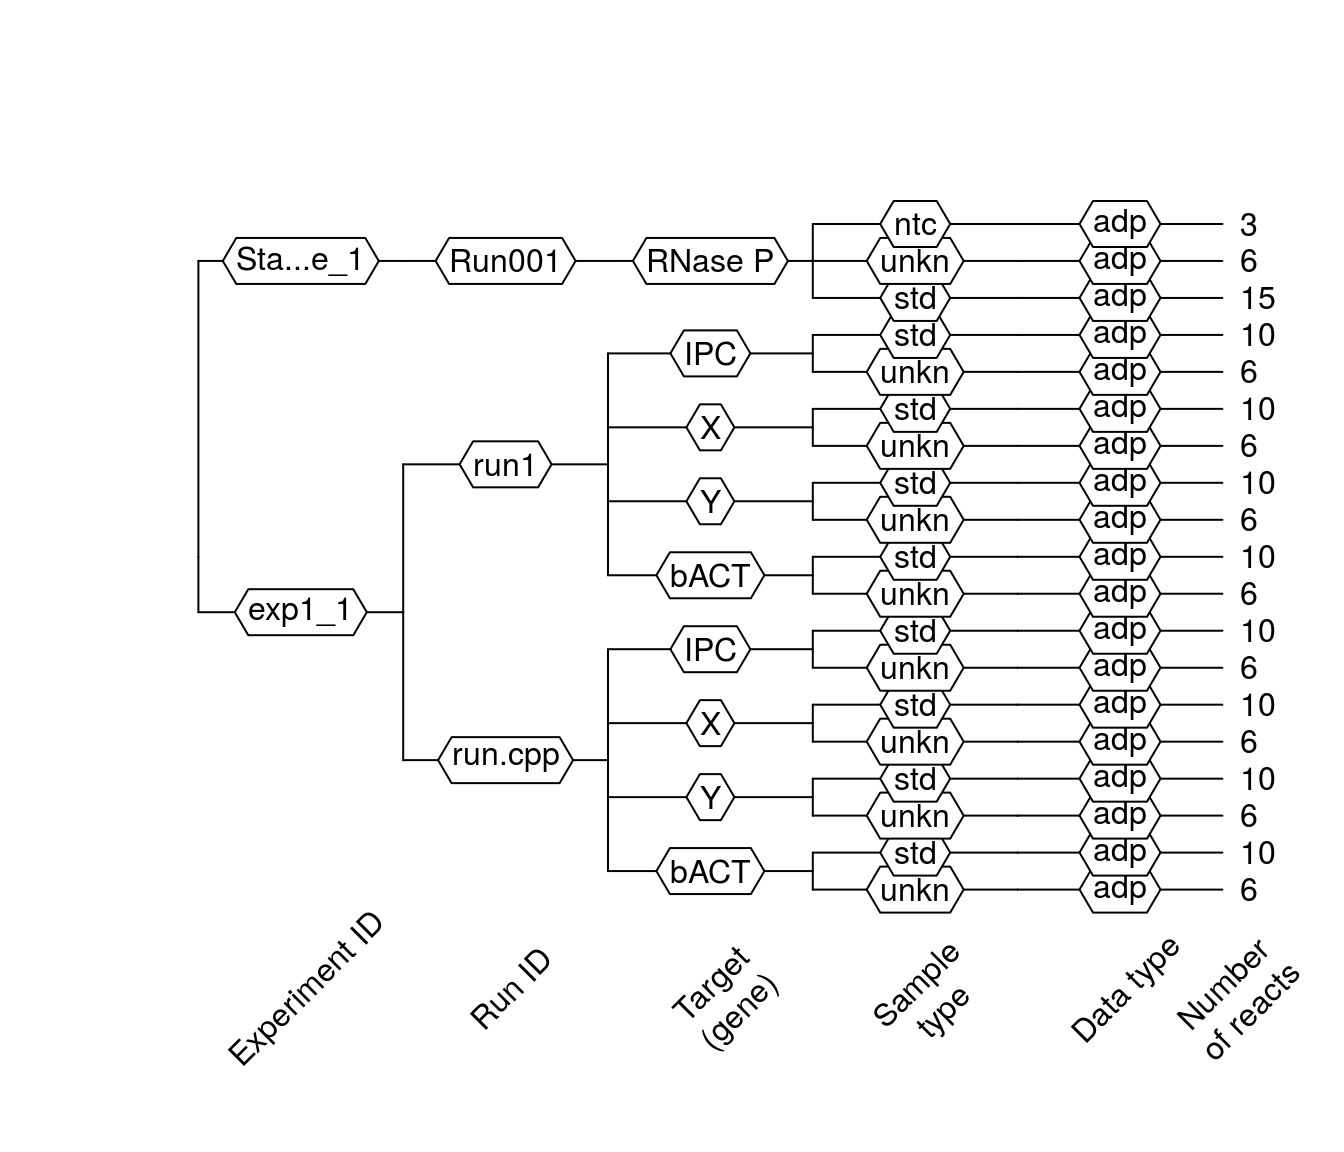 ntc adp 3
Sta...e_1 Run001 RNase P unkn adp 6
std adp 15
std adp 10
IPC
unkn adp 6
std adp 10
X
unkn adp 6
run1
std adp 10
Y
unkn adp 6
std adp 10
bACT
unkn adp 6
exp1_1
std adp 10
IPC
unkn adp 6
std adp 10
X
unkn adp 6
run.cpp
std adp 10
Y
unkn adp 6
std adp 10
bACT
unkn adp 6
Experiment ID
Run ID
Target
(gene)
Sample
type
Data type
Number
of reacts